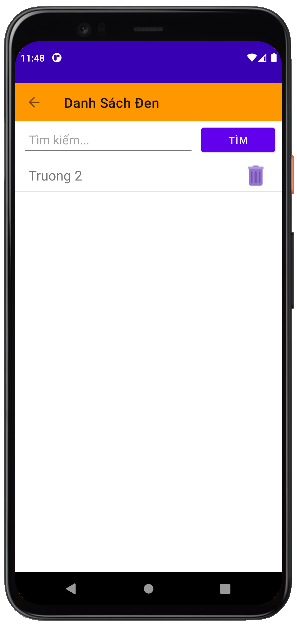 11:48
Danh Sách Đen
Tìm kiếm...
TÌM
Truong 2